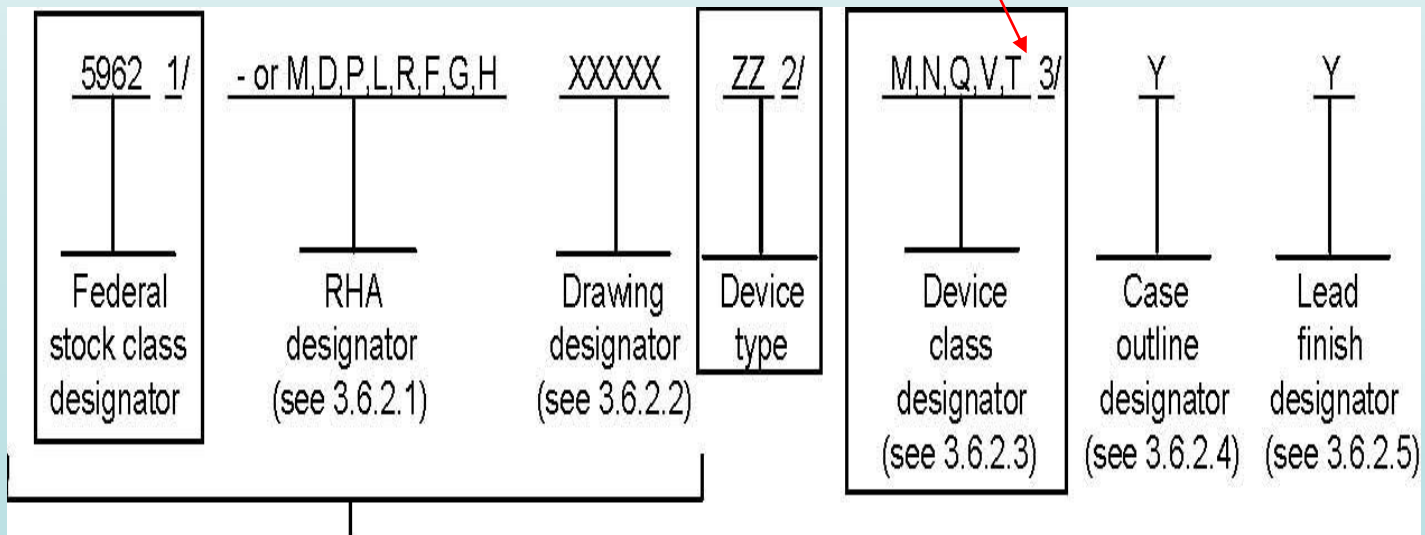 5962 1/ - or M,D,P,L,R,F,G,H XXXXX ZZ 2/ M,N,Q,V,T 3/ Y Y
Federal
stock class
designator
RHA
designator
(see 3.6.2.1)
Drawing
designator
(see 3.6.2.2)
Device
type
Device
class
designator
(see 3.6.2.3)
Case
outline
designator
(see 3.6.2.4)
Lead
finish
designator
(see 3.6.2.5)